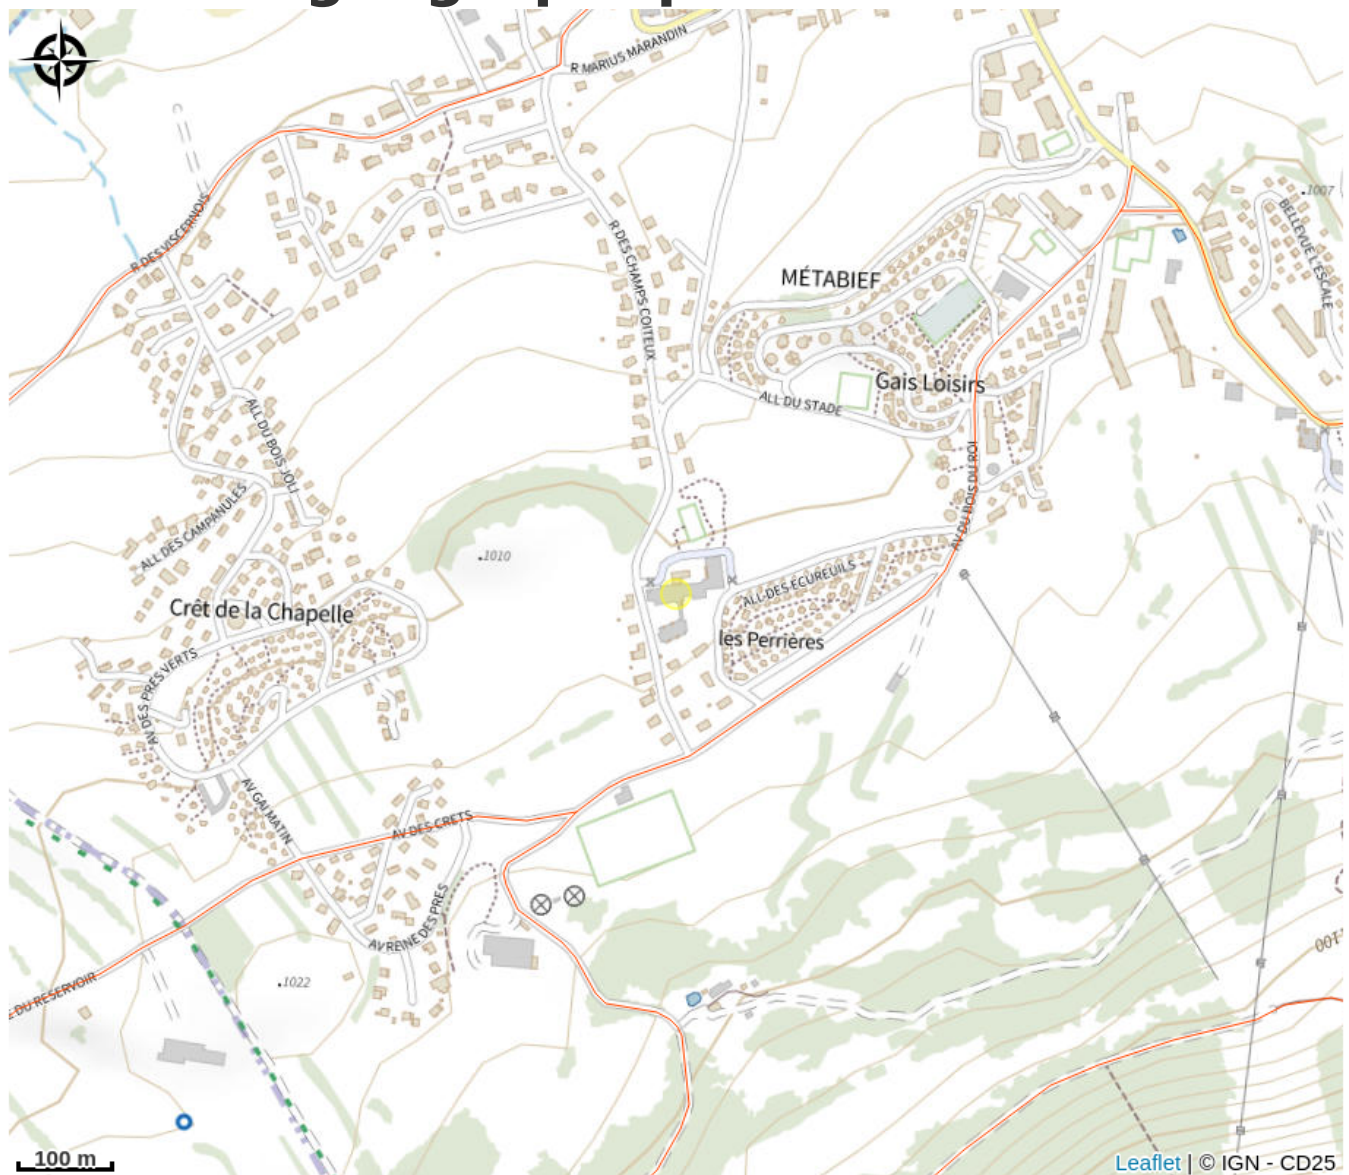 R MARIUS MARANDIN
1007
R DES VISCERNOIS
R DES CHAMPS COITEUX
BELLEVUE L'ESCALE
MÉTABIEF
Gais Loisirs
ALL DU STADE
ALL DU BOIS JOLI
AV DU BOIS DU ROI
ALL DES CAMPANULES
1010
ALL DES ECUREUILS
Crêt de la Chapelle
les Perrières
AV DES PRES VERTS
AV GAI MATIN
AV DES CRETS
AV REINE DES PRES
1100
1022
E DU RESERVOIR
100 m
Leaflet | © IGN - CD25